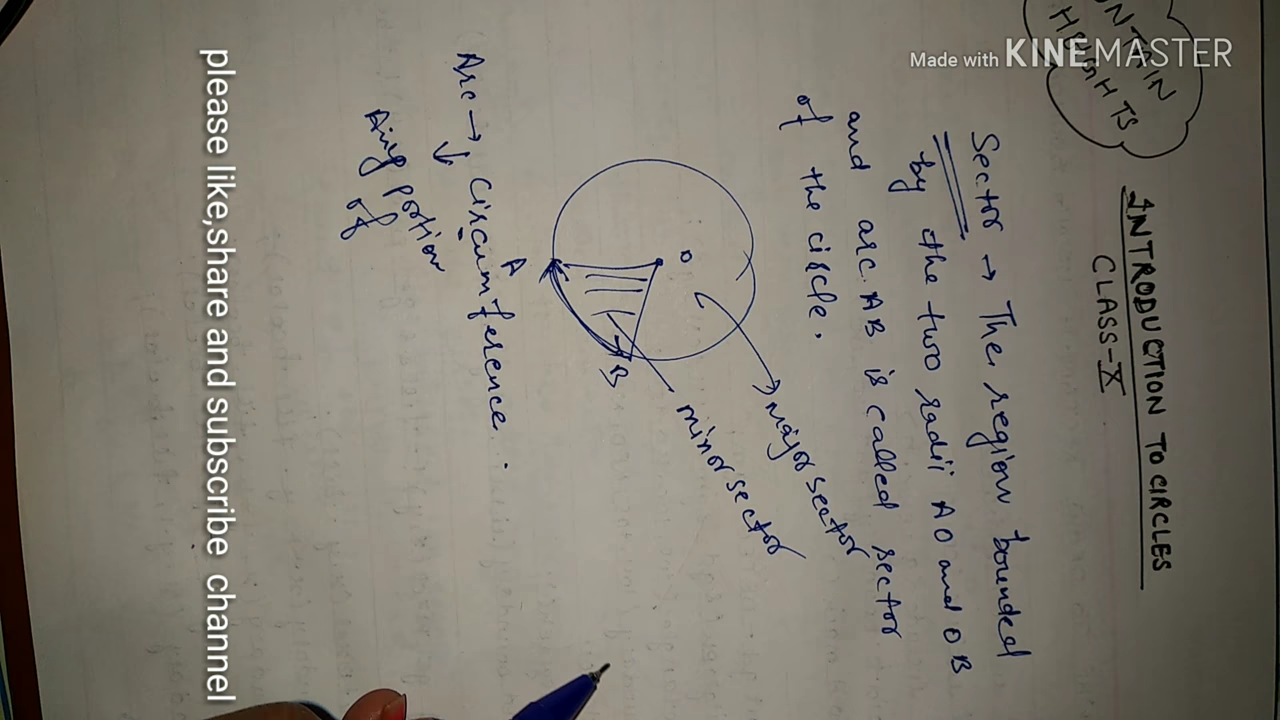 Made with KINEMASTER
NTAIN
HEIGHTS
INTRODUCTION TO CIRCLES
CLASS-X
Sector → The region bounded
by the two radii AO and OB
and arc AB is called sector
of the circle.
O
A
B
major sector
minor sector
Arc → Circumference.
↓
Any portion
of
please like,share and subscribe channel